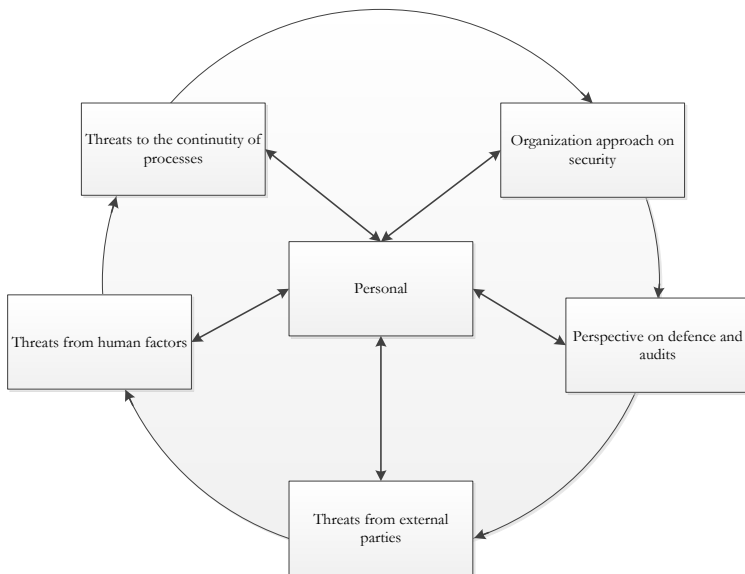 Threats to the continutity of
processes
Organization approach on
security
Personal
Threats from human factors
Perspective on defence and
audits
Threats from external
parties